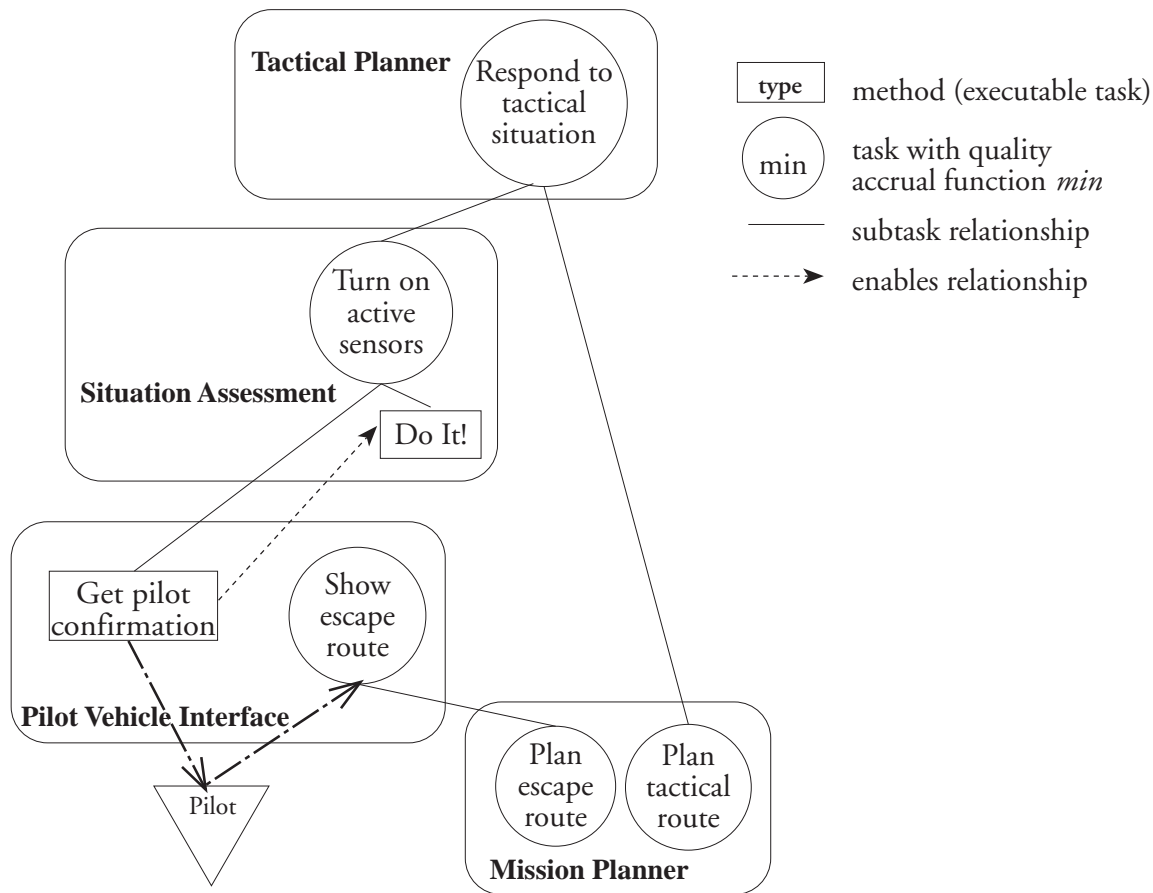 Tactical Planner
Respond to
tactical
situation
type
method (executable task)
min
task with quality
accrual function min
subtask relationship
enables relationship
Turn on
active
sensors
Situation Assessment
Do It!
Get pilot
confirmation
Show
escape
route
Pilot Vehicle Interface
Pilot
Plan
escape
route
Plan
tactical
route
Mission Planner